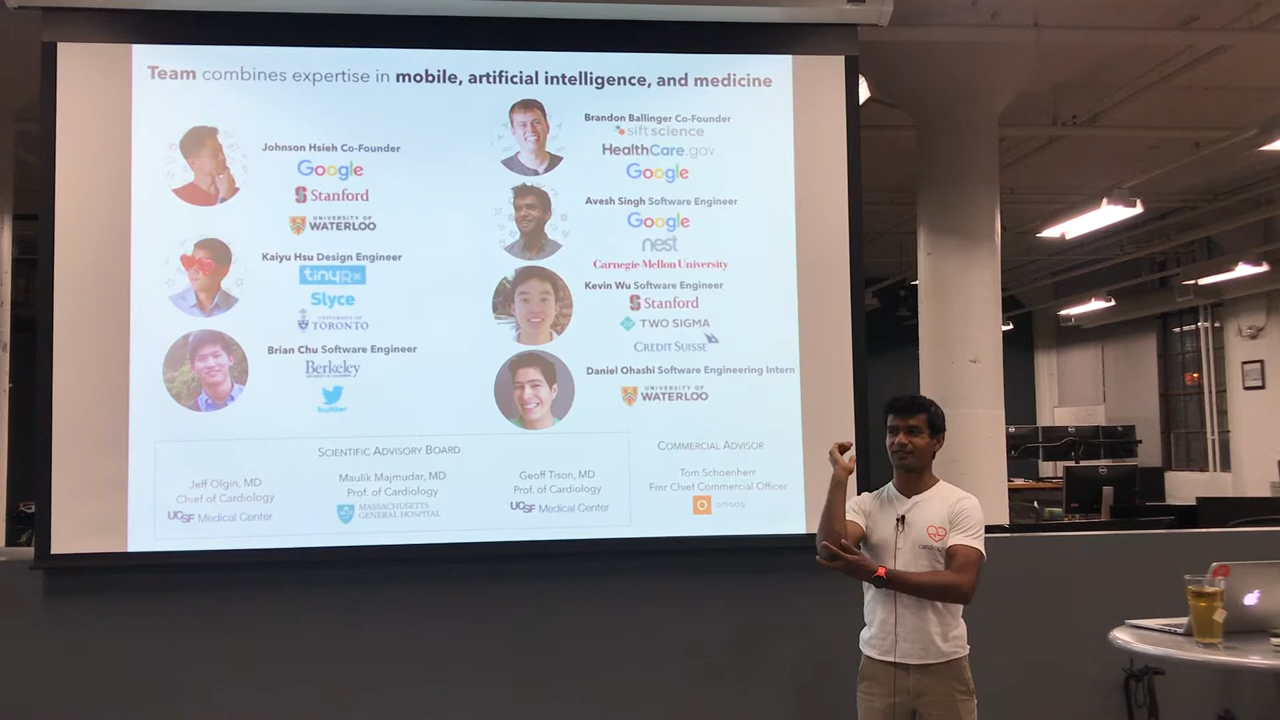 Team combines expertise in mobile, artificial intelligence, and medicine
Johnson Hsieh Co-Founder
Google
Stanford
UNIVERSITY OF
WATERLOO
Kaiyu Hsu Design Engineer
tinyRx
Slyce
UNIVERSITY OF
TORONTO
Brian Chu Software Engineer
Berkeley
UNIVERSITY OF CALIFORNIA
twitter
Brandon Ballinger Co-Founder
sift science
HealthCare.gov
Google
Avesh Singh Software Engineer
Google
nest
Carnegie Mellon University
Kevin Wu Software Engineer
Stanford
TWO SIGMA
CREDIT SUISSE
Daniel Ohashi Software Engineering Intern
UNIVERSITY OF
WATERLOO
SCIENTIFIC ADVISORY BOARD
Jeff Olgin, MD
Chief of Cardiology
UCSF Medical Center
Maulik Majmudar, MD
Prof. of Cardiology
MASSACHUSETTS
GENERAL HOSPITAL
Geoff Tison, MD
Prof. of Cardiology
UCSF Medical Center
COMMERCIAL ADVISOR
Tom Schoenherr
Fmr Chief Commercial Officer
omada